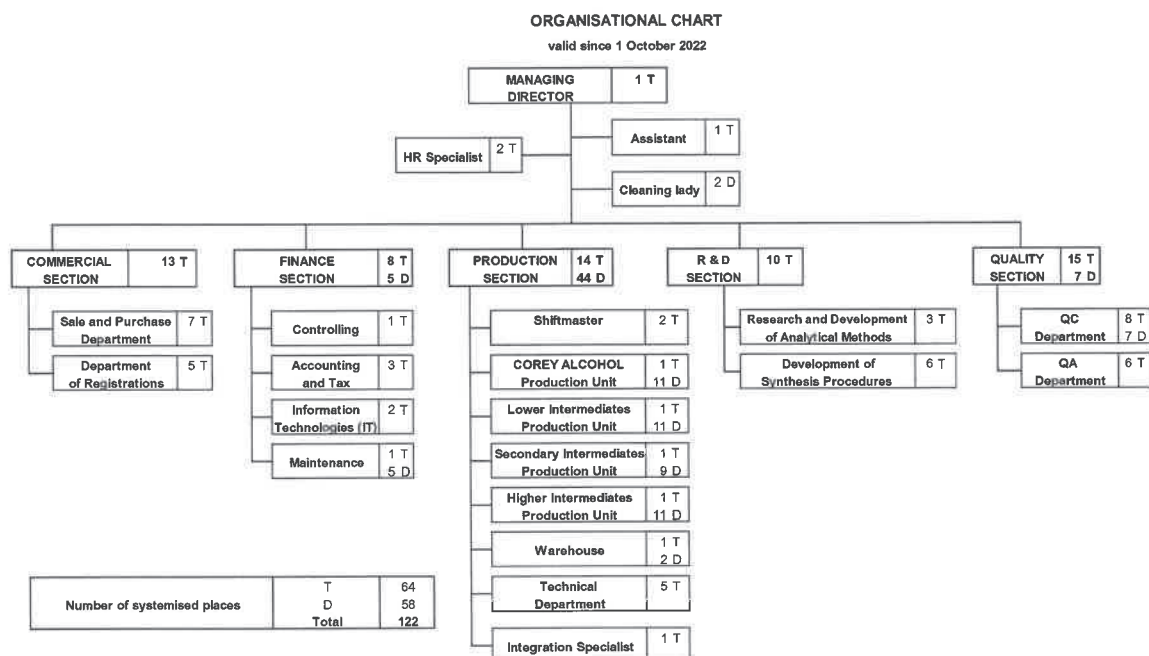 ORGANISATIONAL CHART
valid since 1 October 2022
MANAGING DIRECTOR 1 T
Assistant 1 T
HR Specialist 2 T
Cleaning lady 2 D
COMMERCIAL SECTION 13 T
FINANCE SECTION 8 T 5 D
PRODUCTION SECTION 14 T 44 D
R & D SECTION 10 T
QUALITY SECTION 15 T 7 D
Sale and Purchase Department 7 T
Department of Registrations 5 T
Controlling 1 T
Accounting and Tax 3 T
Information Technologies (IT) 2 T
Maintenance 1 T 5 D
Shiftmaster 2 T
COREY ALCOHOL Production Unit 1 T 11 D
Lower Intermediates Production Unit 1 T 11 D
Secondary Intermediates Production Unit 1 T 9 D
Higher Intermediates Production Unit 1 T 11 D
Warehouse 1 T 2 D
Technical Department 5 T
Integration Specialist 1 T
Research and Development of Analytical Methods 3 T
Development of Synthesis Procedures 6 T
QC Department 8 T 7 D
QA Department 6 T
Number of systemised places
T 64
D 58
Total 122